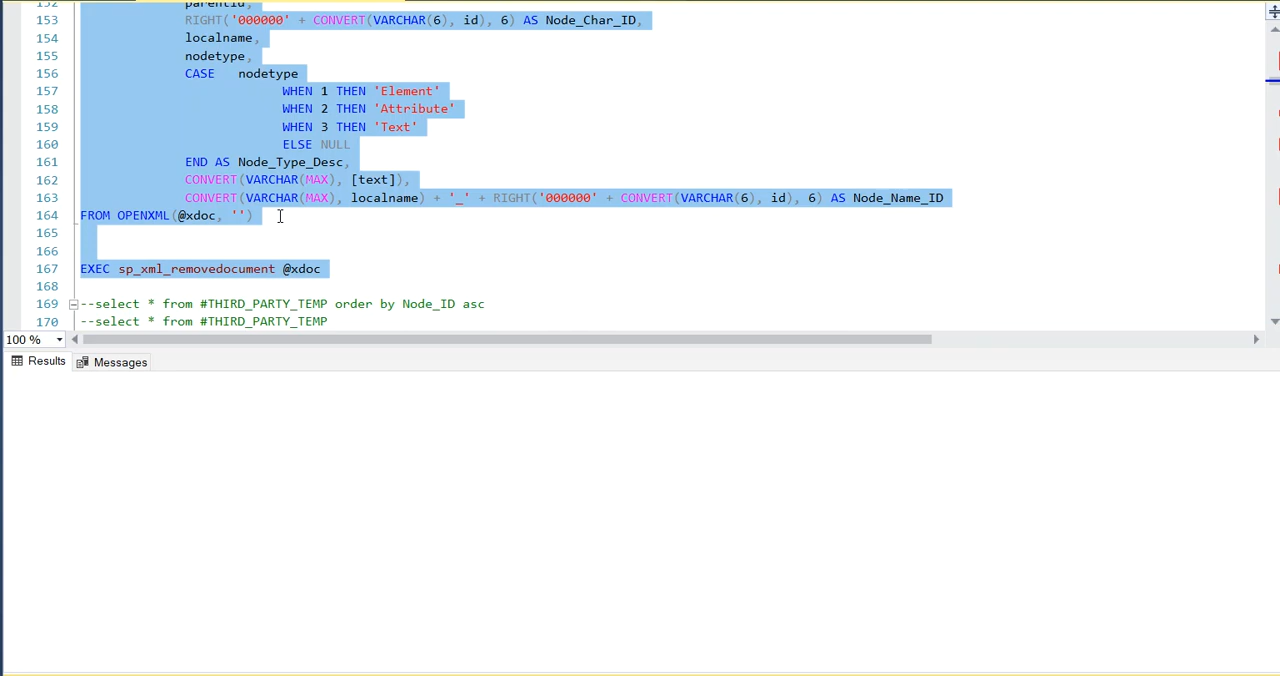 152 parentid,
153 RIGHT('000000' + CONVERT(VARCHAR(6), id), 6) AS Node_Char_ID,
154 localname,
155 nodetype,
156 CASE nodetype
157 WHEN 1 THEN 'Element'
158 WHEN 2 THEN 'Attribute'
159 WHEN 3 THEN 'Text'
160 ELSE NULL
161 END AS Node_Type_Desc,
162 CONVERT(VARCHAR(MAX), [text]),
163 CONVERT(VARCHAR(MAX), localname) + '_' + RIGHT('000000' + CONVERT(VARCHAR(6), id), 6) AS Node_Name_ID
164 FROM OPENXML(@xdoc, '')
165
166
167 EXEC sp_xml_removedocument @xdoc
168
169 --select * from #THIRD_PARTY_TEMP order by Node_ID asc
170 --select * from #THIRD_PARTY_TEMP
100 %
Results Messages